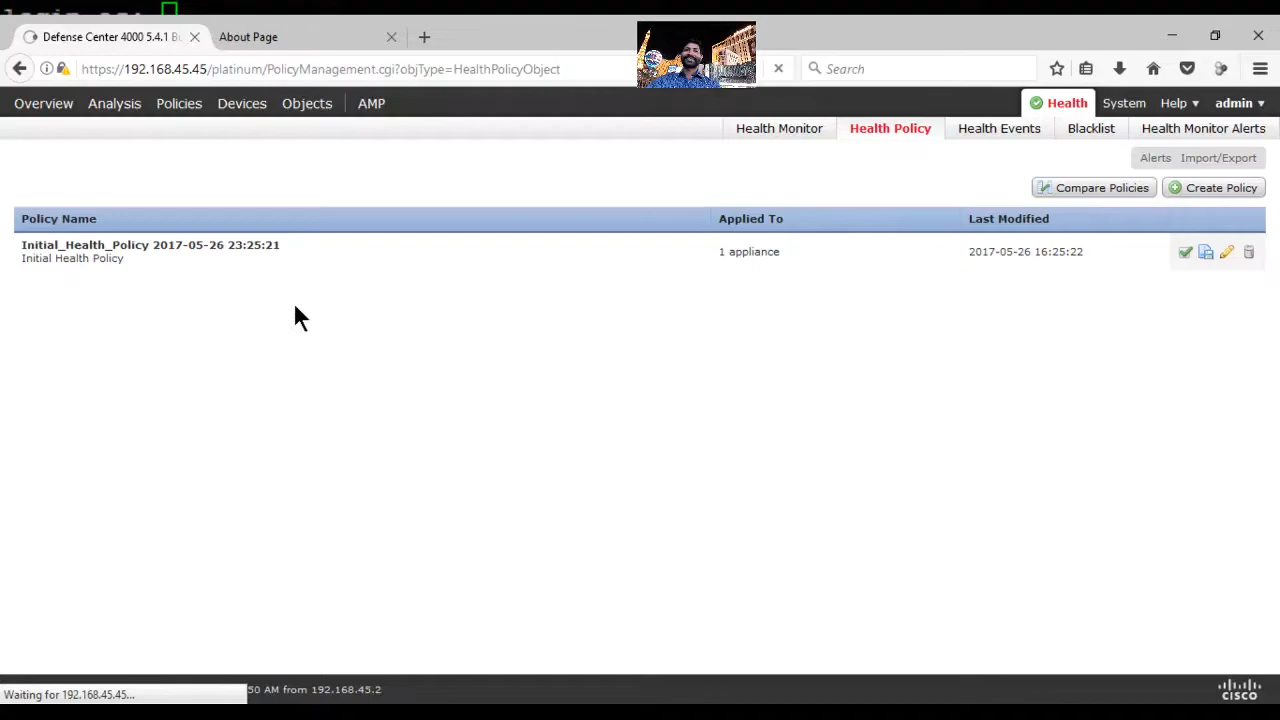 Defense Center 4000 5.4.1
About Page
https://192.168.45.45/platinum/PolicyManagement.cgi?objType=HealthPolicyObject
Search
Overview Analysis Policies Devices Objects AMP Health System Help admin
Health Monitor Health Policy Health Events Blacklist Health Monitor Alerts
Alerts Import/Export
Compare Policies Create Policy
Policy Name Applied To Last Modified
Initial_Health_Policy 2017-05-26 23:25:21
Initial Health Policy
1 appliance 2017-05-26 16:25:22
Waiting for 192.168.45.45...
50 AM from 192.168.45.2
CISCO